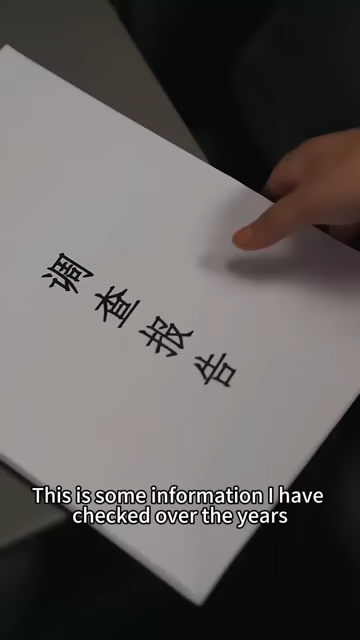 调查报告
This is some information I have
checked over the years